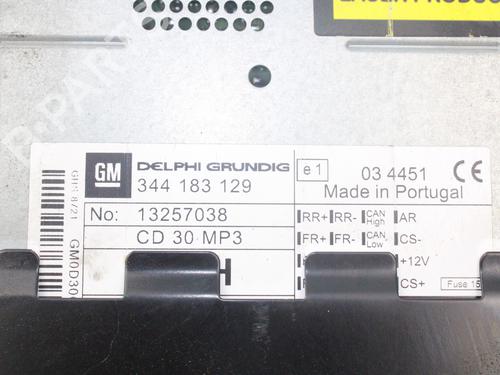 GM
DELPHI GRUNDIG
344 183 129
e1
03 4451
CE
Made in Portugal
No: 13257038
CD 30 MP3
RR+ RR- CAN High AR
FR+ FR- CAN Low CS-
+12V
CS+
Fuse 15
GM0D30